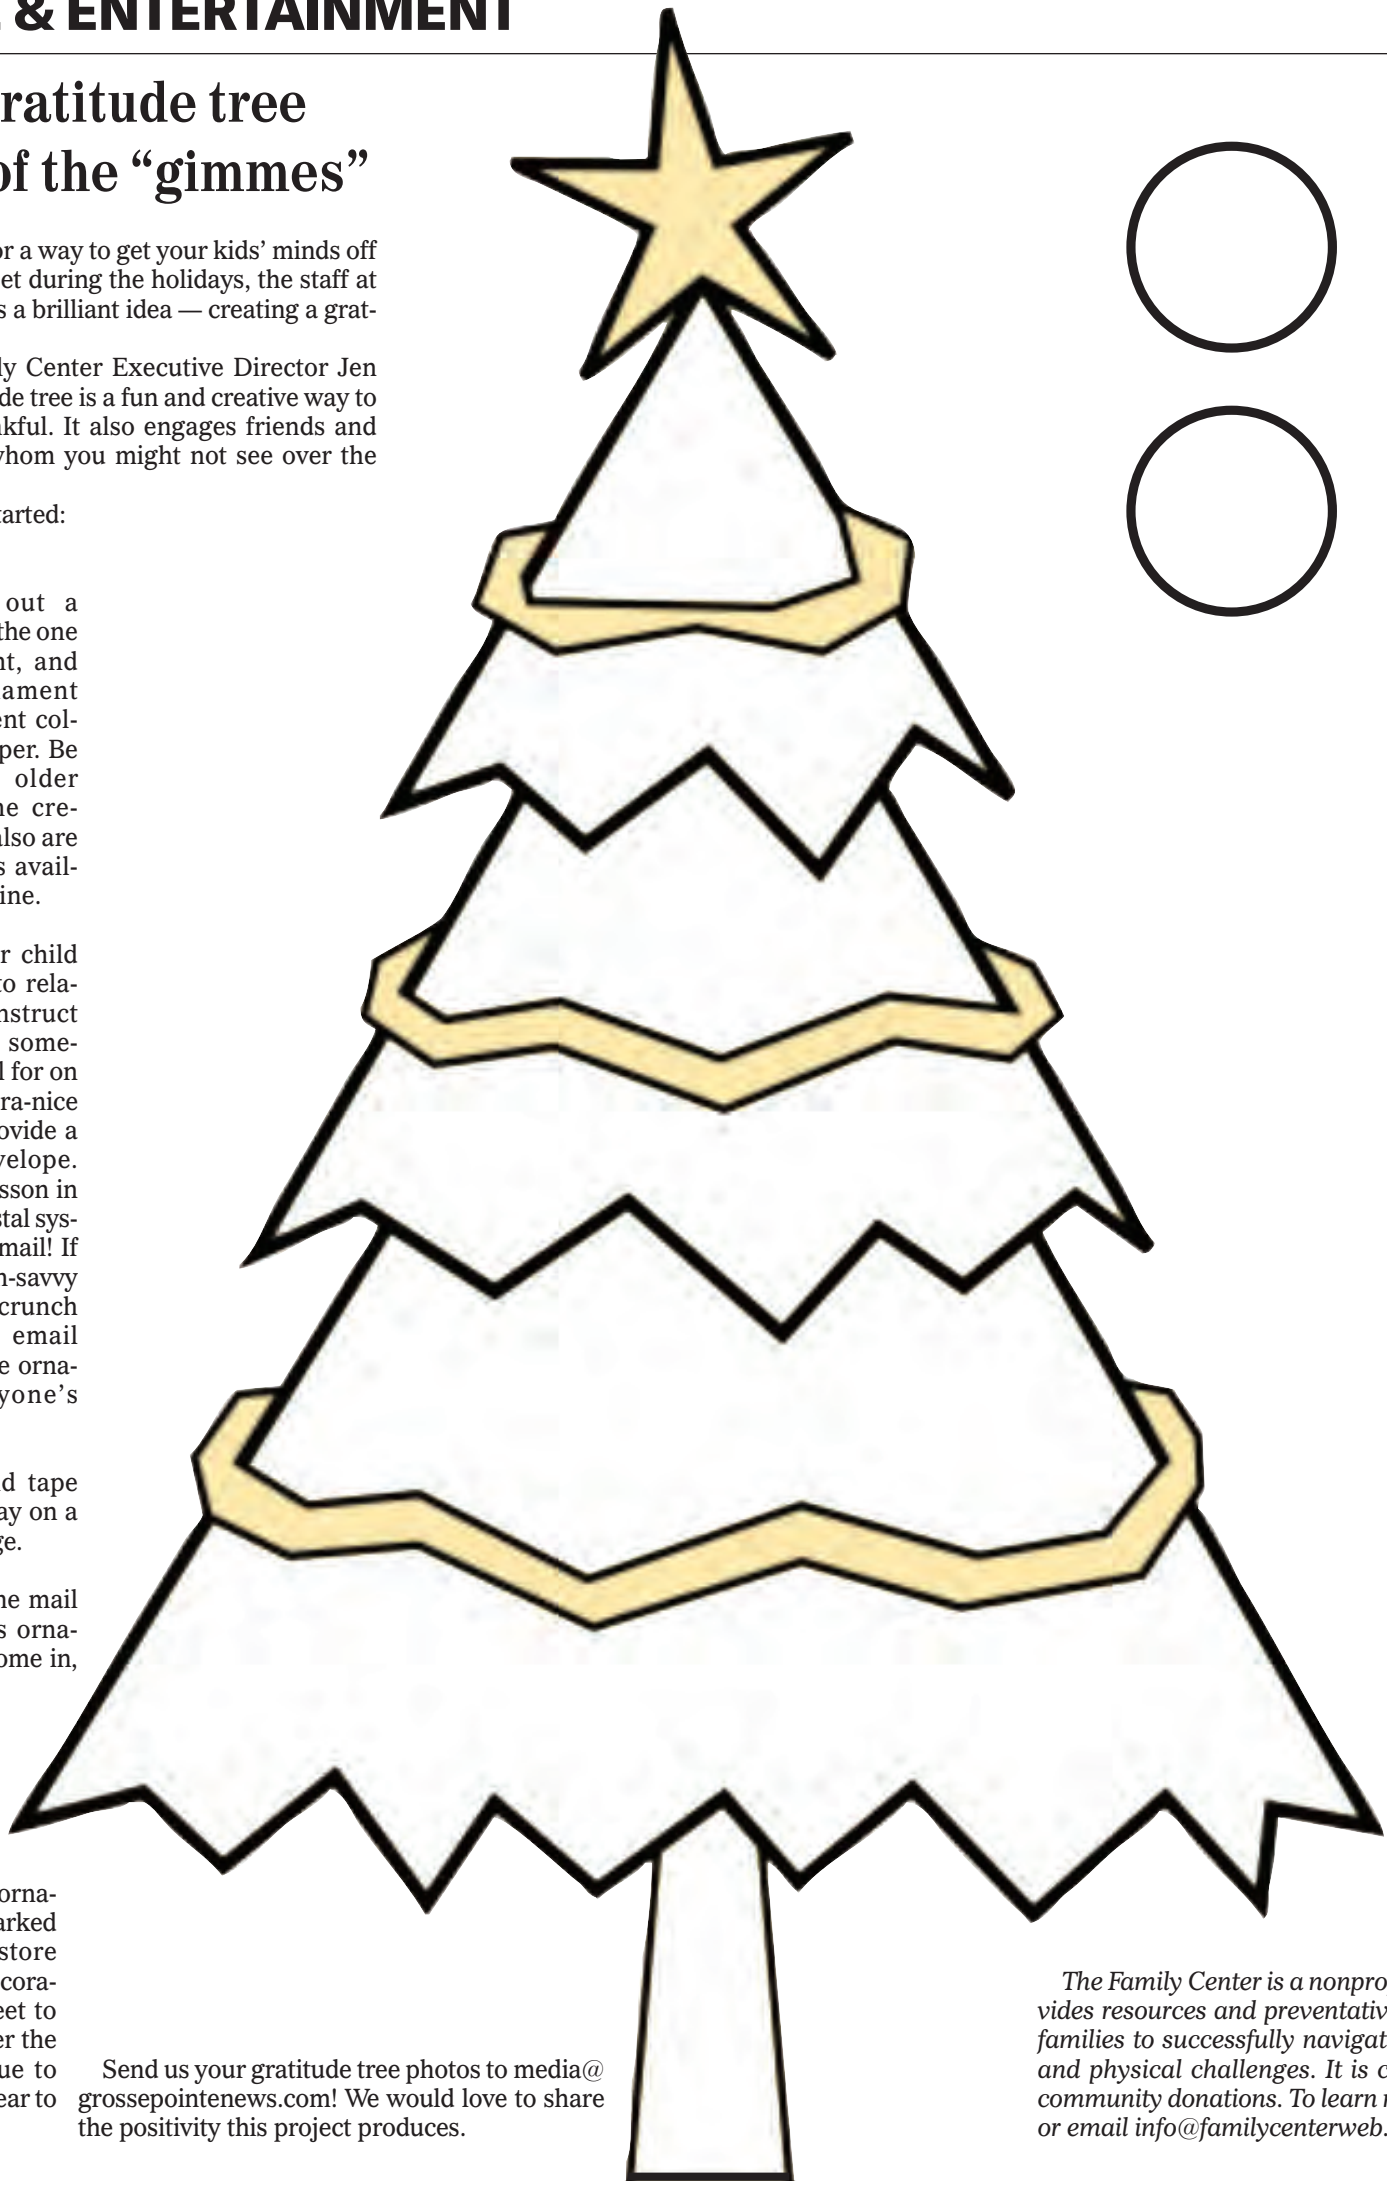 & ENTERTAINMENT
ratitude tree
of the “gimmes”
or a way to get your kids’ minds off
et during the holidays, the staff at
s a brilliant idea — creating a grat-
ly Center Executive Director Jen
de tree is a fun and creative way to
nkful. It also engages friends and
whom you might not see over the
tarted:
out a
the one
nt, and
ament
ent col-
per. Be
older
ne cre-
also are
s avail-
ine.
r child
to rela-
nstruct
some-
l for on
ra-nice
ovide a
velope.
sson in
stal sys-
mail! If
h-savvy
crunch
email
e orna-
yone’s
d tape
ay on a
ge.
he mail
s orna-
ome in,
orna-
arked
store
cora-
eet to
er the
ue to
ear to
Send us your gratitude tree photos to media@
grossepointenews.com! We would love to share
the positivity this project produces.
The Family Center is a nonprof
vides resources and preventativ
families to successfully navigat
and physical challenges. It is c
community donations. To learn
or email info@familycenterweb.